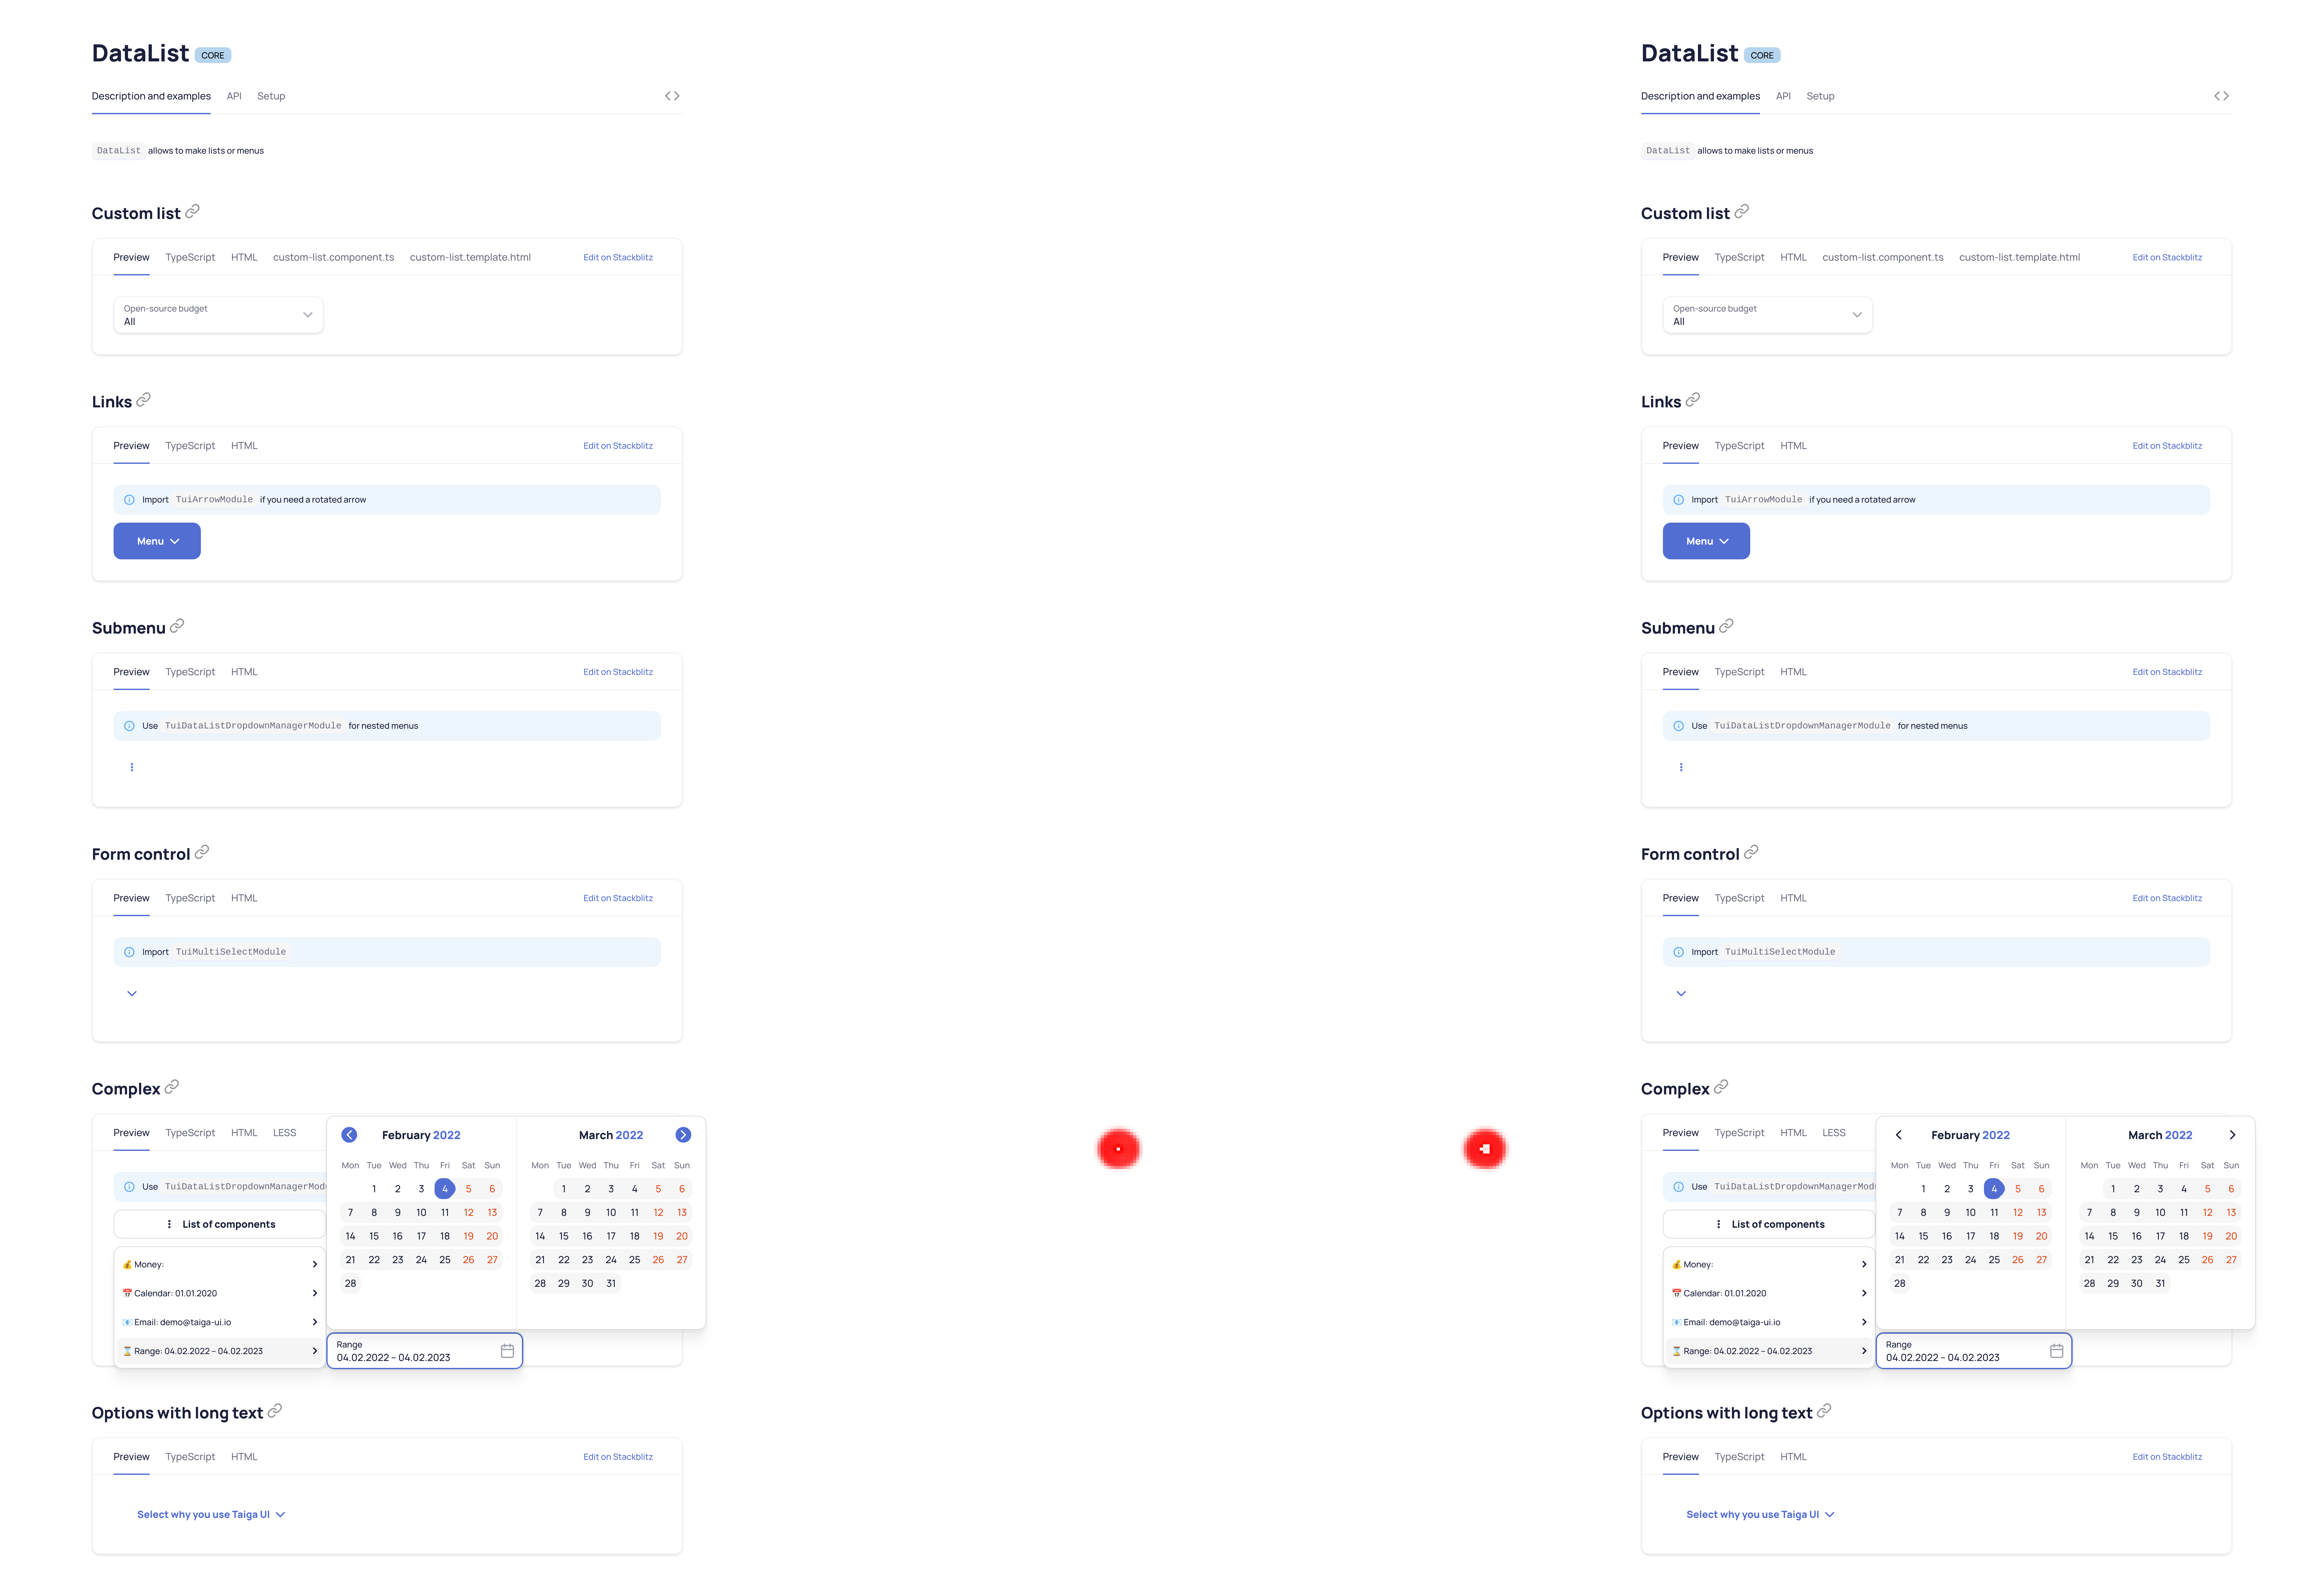 DataList CORE
Description and examples API Setup
DataList allows to make lists or menus
Custom list
Preview TypeScript HTML custom-list.component.ts custom-list.template.html Edit on Stackblitz
Open-source budget
All
Links
Preview TypeScript HTML Edit on Stackblitz
Import TuiArrowModule if you need a rotated arrow
Menu
Submenu
Preview TypeScript HTML Edit on Stackblitz
Use TuiDataListDropdownManagerModule for nested menus
Form control
Preview TypeScript HTML Edit on Stackblitz
Import TuiMultiSelectModule
Complex
Preview TypeScript HTML LESS
Use TuiDataListDropdownManagerMod
List of components
💰 Money:
📅 Calendar: 01.01.2020
📧 Email: demo@taiga-ui.io
⌛ Range: 04.02.2022 – 04.02.2023
February 2022
Mon Tue Wed Thu Fri Sat Sun
1 2 3 4 5 6
7 8 9 10 11 12 13
14 15 16 17 18 19 20
21 22 23 24 25 26 27
28
March 2022
Mon Tue Wed Thu Fri Sat Sun
1 2 3 4 5 6
7 8 9 10 11 12 13
14 15 16 17 18 19 20
21 22 23 24 25 26 27
28 29 30 31
Range
04.02.2022 – 04.02.2023
Options with long text
Preview TypeScript HTML Edit on Stackblitz
Select why you use Taiga UI
DataList CORE
Description and examples API Setup
DataList allows to make lists or menus
Custom list
Preview TypeScript HTML custom-list.component.ts custom-list.template.html Edit on Stackblitz
Open-source budget
All
Links
Preview TypeScript HTML Edit on Stackblitz
Import TuiArrowModule if you need a rotated arrow
Menu
Submenu
Preview TypeScript HTML Edit on Stackblitz
Use TuiDataListDropdownManagerModule for nested menus
Form control
Preview TypeScript HTML Edit on Stackblitz
Import TuiMultiSelectModule
Complex
Preview TypeScript HTML LESS
Use TuiDataListDropdownManagerMod
List of components
💰 Money:
📅 Calendar: 01.01.2020
📧 Email: demo@taiga-ui.io
⌛ Range: 04.02.2022 – 04.02.2023
February 2022
Mon Tue Wed Thu Fri Sat Sun
1 2 3 4 5 6
7 8 9 10 11 12 13
14 15 16 17 18 19 20
21 22 23 24 25 26 27
28
March 2022
Mon Tue Wed Thu Fri Sat Sun
1 2 3 4 5 6
7 8 9 10 11 12 13
14 15 16 17 18 19 20
21 22 23 24 25 26 27
28 29 30 31
Range
04.02.2022 – 04.02.2023
Options with long text
Preview TypeScript HTML Edit on Stackblitz
Select why you use Taiga UI